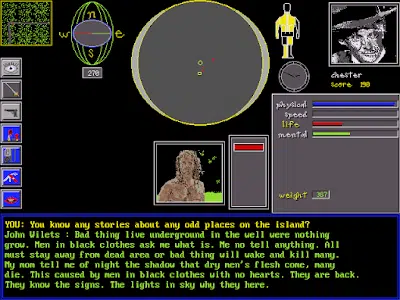 n
w e
s
270
chester
score 190
physical
speed
life
mental
weight 367
YOU: You know any stories about any odd places on the island?
John Wilets : Bad thing live underground in the well were nothing
grow. Men in black clothes ask me what is. Me no tell anything. All
must stay away from dead area or bad thing will wake and kill many.
My mom tell me of night the shadow that dry men's flesh come, many
die. This caused by men in black clothes with no hearts. They are back.
They know the signs. The lights in sky why they here.